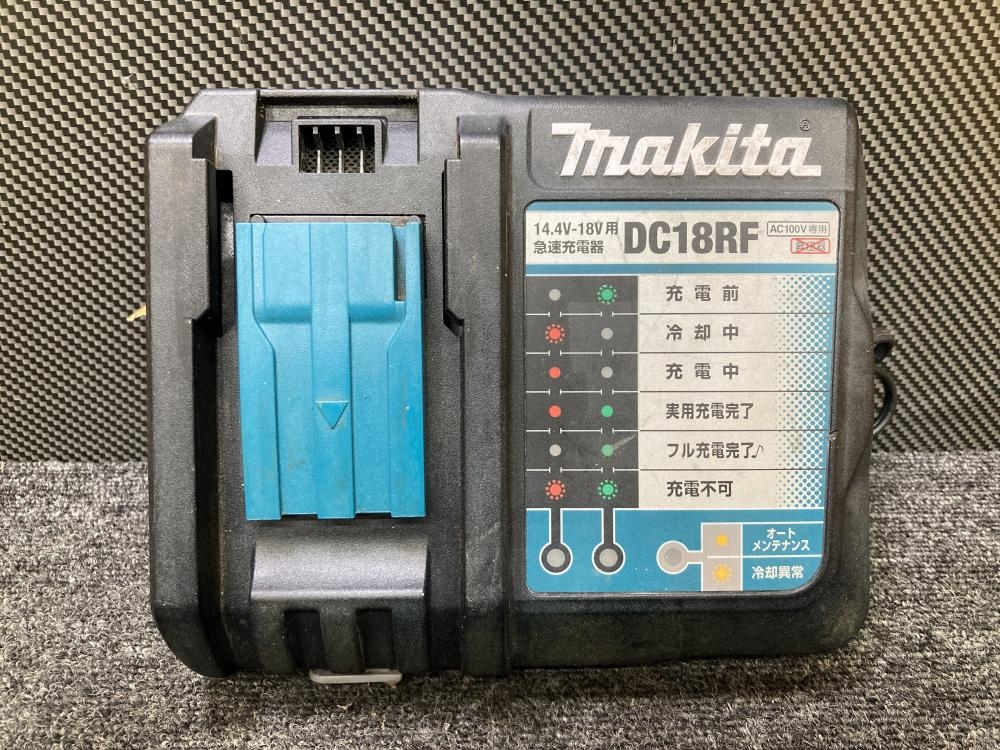 makita®
14.4V-18V用
急速充電器
DC18RF
AC100V専用
昇圧器
充電前
冷却中
充電中
実用充電完了
フル充電完了♪
充電不可
オート
メンテナンス
冷却異常